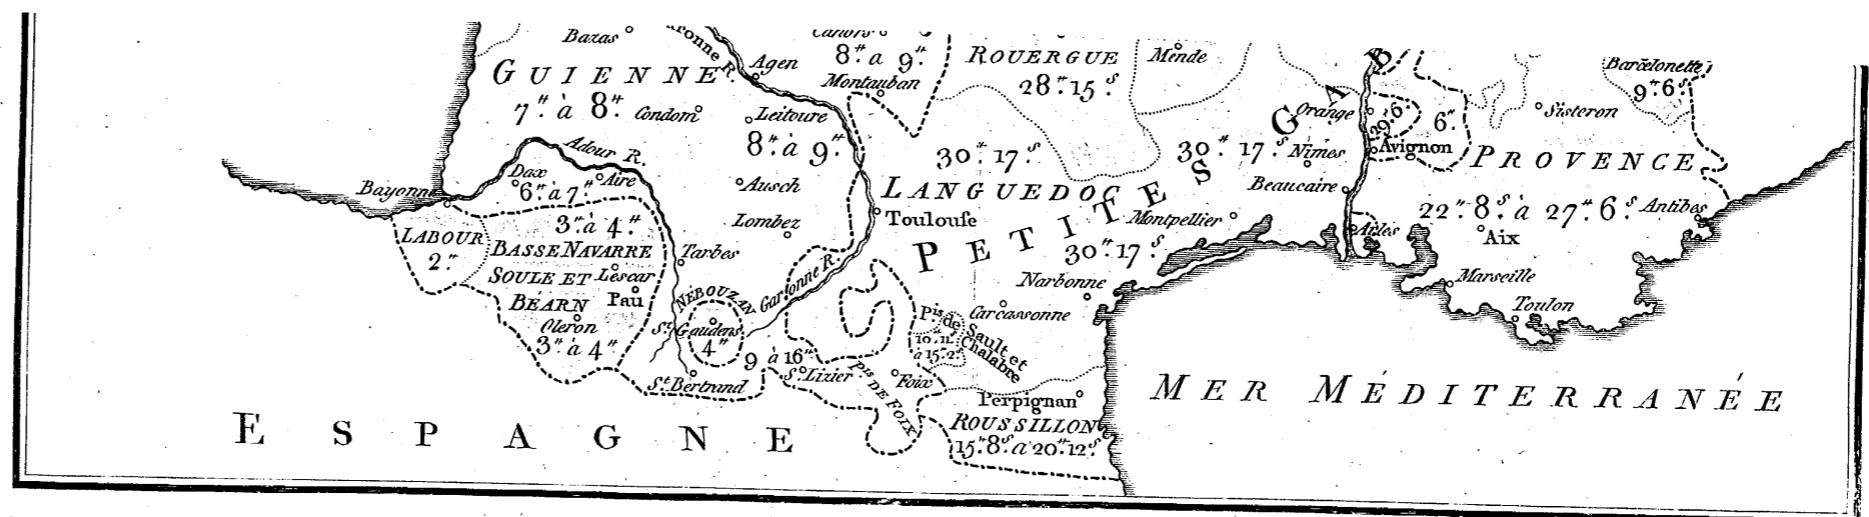 Bazas
Agen
GUIENNE
7.# à 8.#
Condom
Leitoure
8.# à 9.#
Montauban
8.# à 9.#
ROUERGUE
28.# 15.s
Mende
Barcelonette
9.# 6.s
Sisteron
Orange
29.# 6.s
6.#
Avignon
PROVENCE
Adour R.
Dax
Aire
6.# à 7.#
Bayonne
Ausch
Lombez
30.# 17.s
LANGUEDOC
30.# 17.s
Nimes
Beaucaire
Toulouse
PETITES GAB
Montpellier
30.# 17.s
Arles
22.# 8.s à 27.# 6.s
Antibes
Aix
Marseille
Toulon
LABOUR
2.#
3.# à 4.#
BASSE NAVARRE
SOULE ET
BÉARN
Lescar
Pau
Oleron
3.# à 4.#
Tarbes
NÉBOUZAN
Garonne R.
St. Gaudens
4.#
9 à 16.#
St. Bertrand
St. Lizier
Pis DE FOIX
Foix
Pis de Sault et
Chalabre
Carcassonne
Narbonne
Perpignan
ROUSSILLON
15.# 8.s à 20.# 12.s
MER MÉDITERRANÉE
ESPAGNE